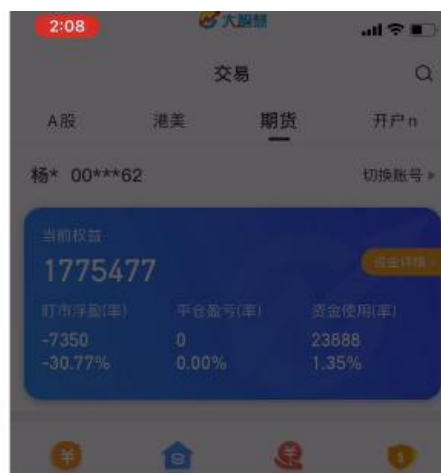 2:08
大智慧
交易
A股 港美 期货 开户n
杨* 00***62 切换账号
当前权益
1775477
资金详情
盯市浮盈(率) 平仓盈亏(率) 资金使用(率)
-7350 0 23888
-30.77% 0.00% 1.35%